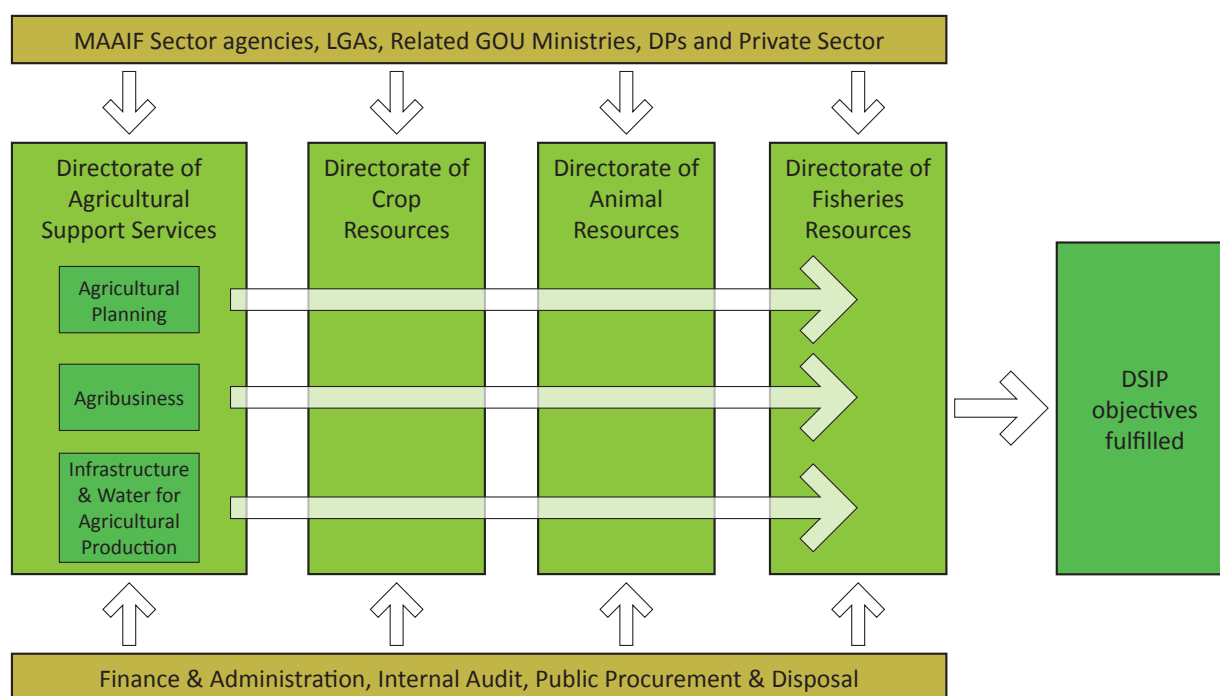 MAAIF Sector agencies, LGAs, Related GOU Ministries, DPs and Private Sector
Directorate of
Agricultural
Support Services
Agricultural
Planning
Agribusiness
Infrastructure
& Water for
Agricultural
Production
Directorate of
Crop
Resources
Directorate of
Animal
Resources
Directorate of
Fisheries
Resources
DSIP
objectives
fulfilled
Finance & Administration, Internal Audit, Public Procurement & Disposal